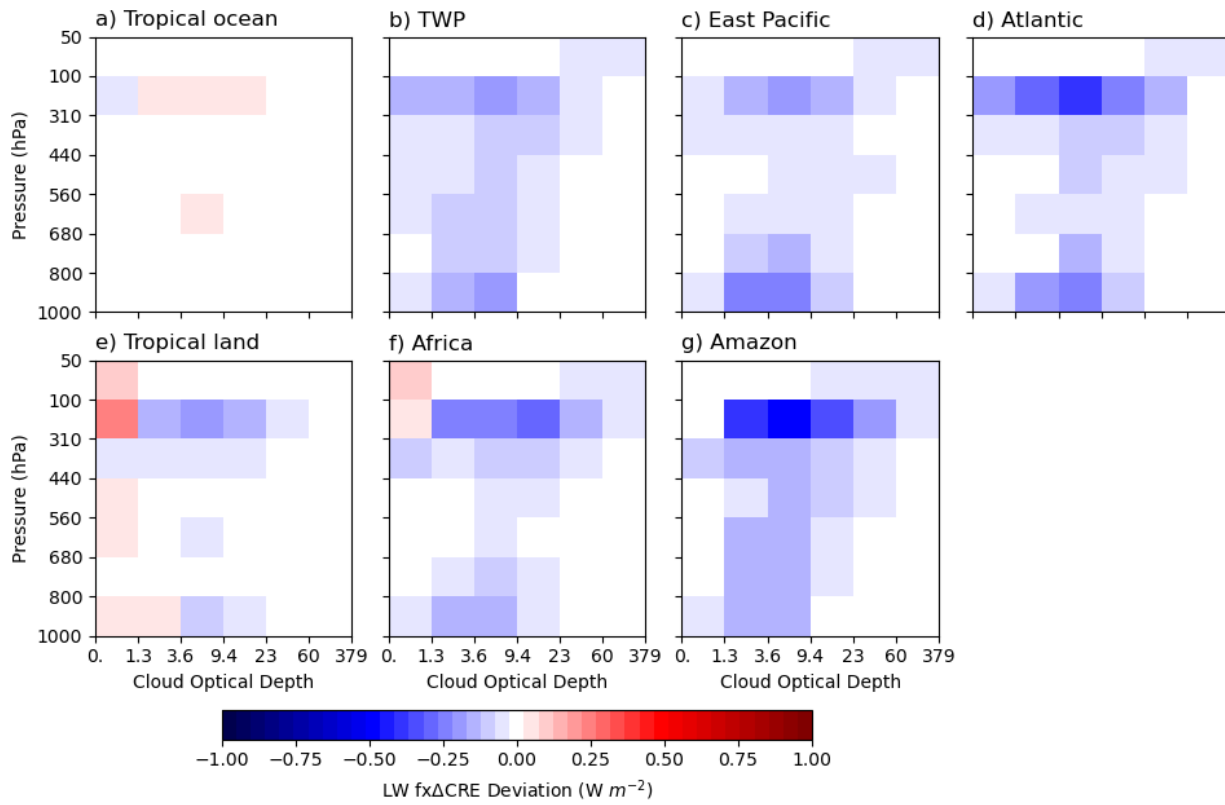 a) Tropical ocean
b) TWP
c) East Pacific
d) Atlantic
50
100
310
440
560
680
800
1000
Pressure (hPa)
e) Tropical land
f) Africa
g) Amazon
50
100
310
440
560
680
800
1000
Pressure (hPa)
0. 1.3 3.6 9.4 23 60 379
0. 1.3 3.6 9.4 23 60 379
0. 1.3 3.6 9.4 23 60 379
Cloud Optical Depth
Cloud Optical Depth
Cloud Optical Depth
−1.00 −0.75 −0.50 −0.25 0.00 0.25 0.50 0.75 1.00
LW fxΔCRE Deviation (W m⁻²)